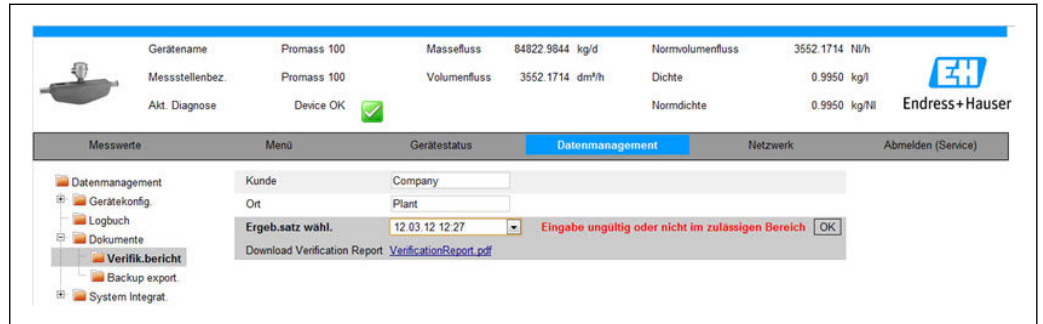 Gerätename Promass 100 Massefluss 84822.9844 kg/d Normvolumenfluss 3552.1714 Nl/h
Messstellenbez. Promass 100 Volumenfluss 3552.1714 dm³/h Dichte 0.9950 kg/l
Akt. Diagnose Device OK Normdichte 0.9950 kg/Nl
EH
Endress+Hauser
Messwerte Menü Gerätestatus Datenmanagement Netzwerk Abmelden (Service)
Datenmanagement
Gerätekonfig.
Logbuch
Dokumente
Verifik.bericht
Backup export.
System Integrat.
Kunde Company
Ort Plant
Ergeb.satz wähl. 12.03.12 12:27 Eingabe ungültig oder nicht im zulässigen Bereich OK
Download Verification Report VerificationReport.pdf